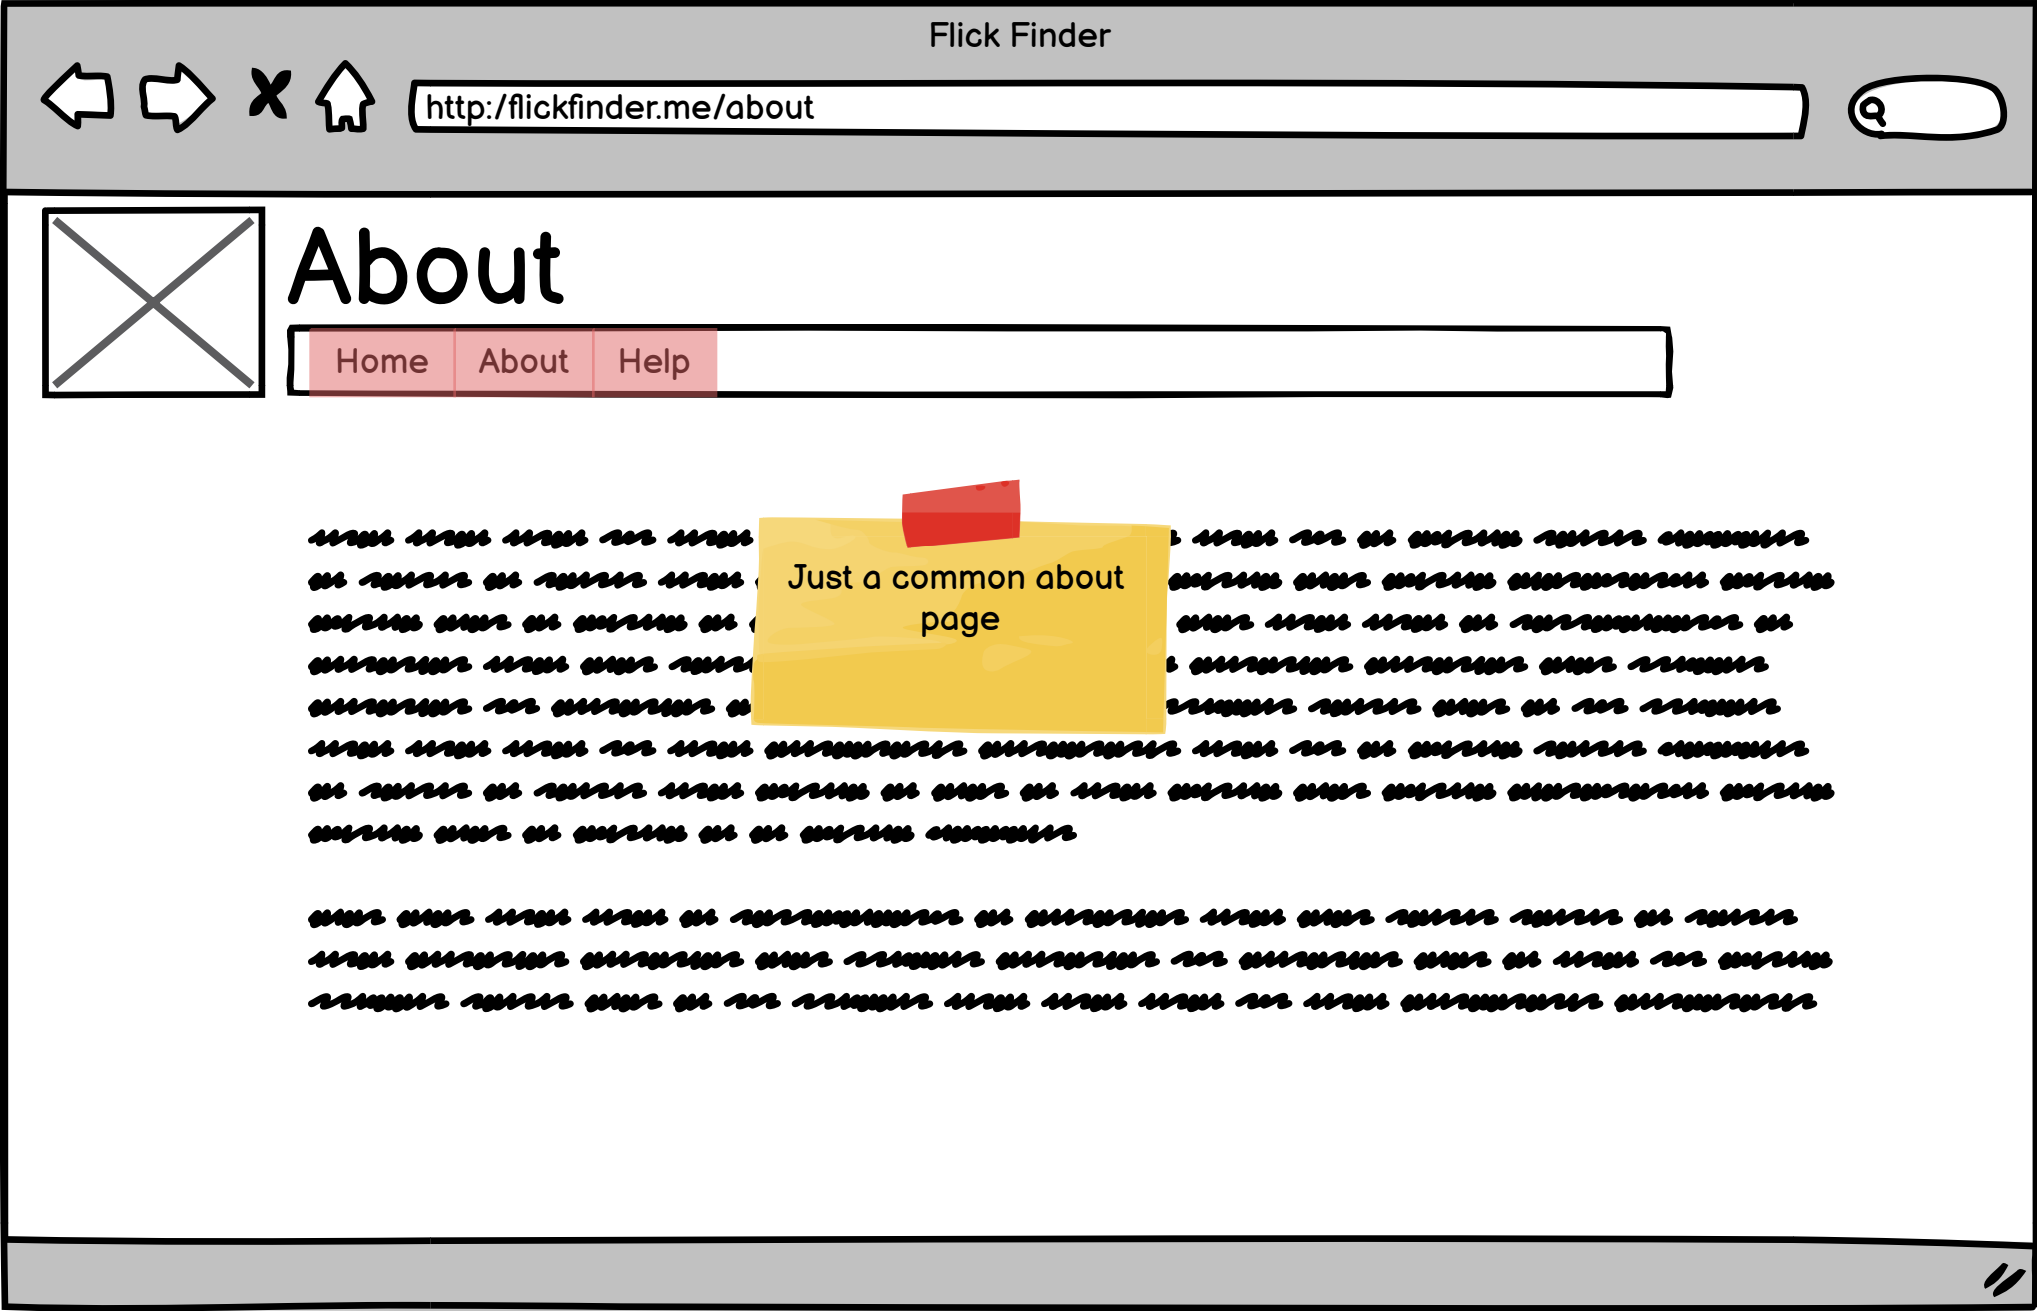 Flick Finder
http:/flickfinder.me/about
About
Home About Help
Just a common about
page